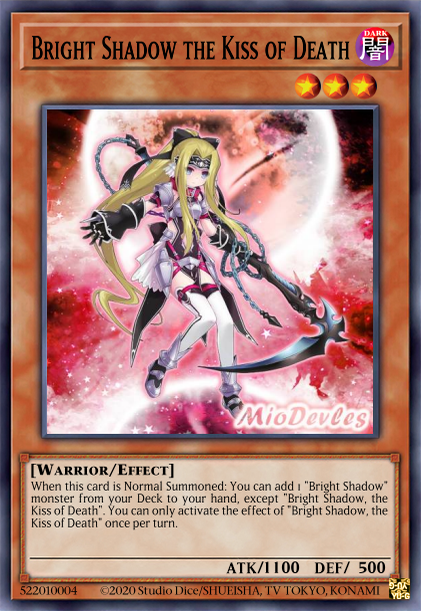 Bright Shadow the Kiss of Death
DARK
闇
MioDevles
[Warrior/Effect]
When this card is Normal Summoned: You can add 1 "Bright Shadow"
monster from your Deck to your hand, except "Bright Shadow, the
Kiss of Death". You can only activate the effect of "Bright Shadow, the
Kiss of Death" once per turn.
ATK/1100 DEF/ 500
522010004 ©2020 Studio Dice/SHUEISHA, TV TOKYO, KONAMI